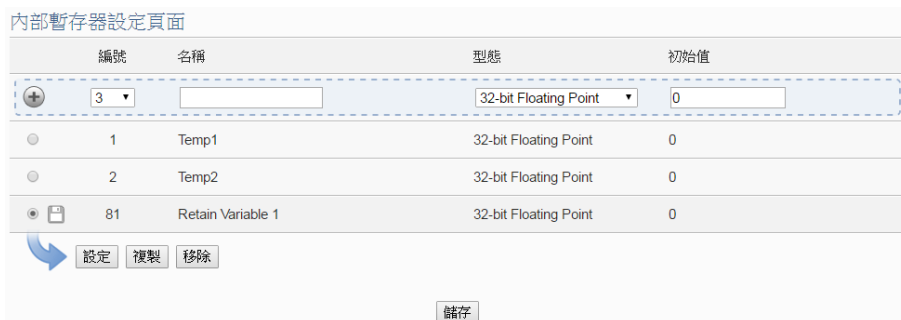 內部暫存器設定頁面
編號 名稱 型態 初始值
3 32-bit Floating Point 0
1 Temp1 32-bit Floating Point 0
2 Temp2 32-bit Floating Point 0
81 Retain Variable 1 32-bit Floating Point 0
設定 複製 移除
儲存